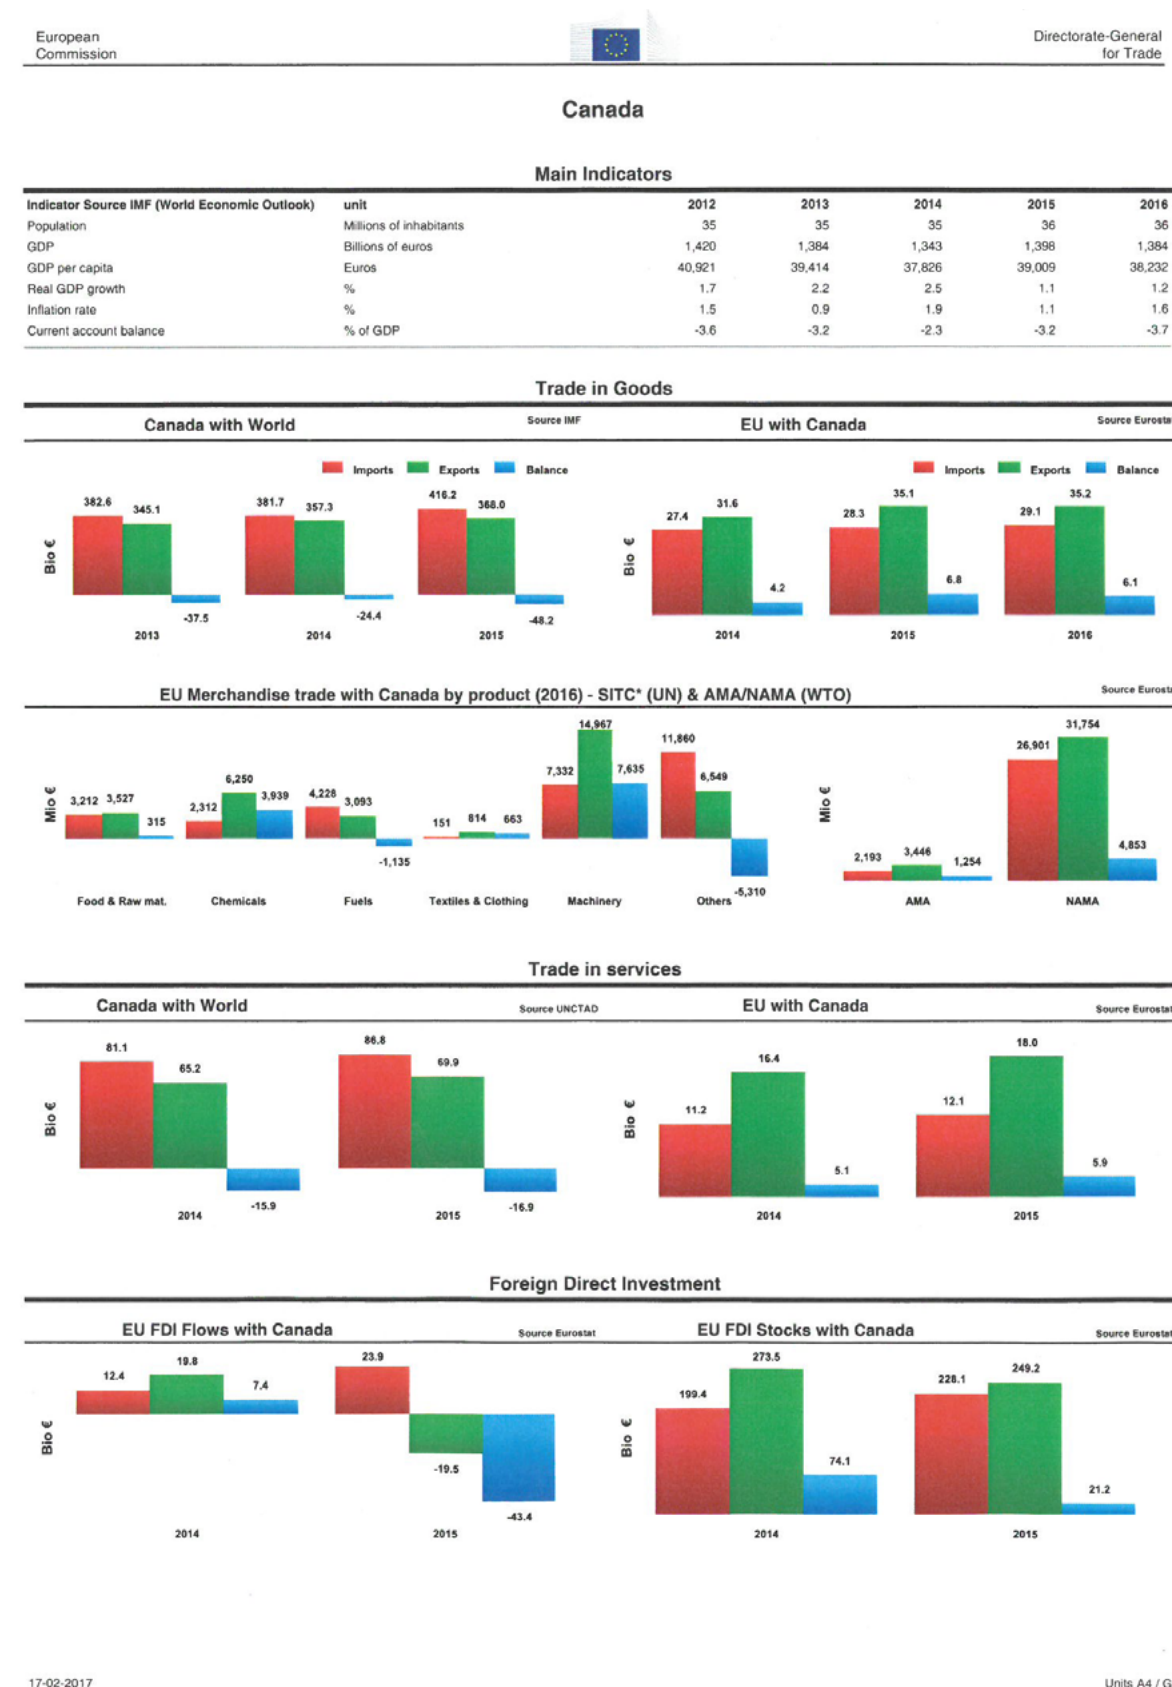 European
Commission
Directorate-General
for Trade
Canada
Main Indicators
Indicator Source IMF (World Economic Outlook) unit 2012 2013 2014 2015 2016
Population Millions of inhabitants 35 35 35 36 36
GDP Billions of euros 1,420 1,384 1,343 1,398 1,384
GDP per capita Euros 40,921 39,414 37,826 39,009 38,232
Real GDP growth % 1.7 2.2 2.5 1.1 1.2
Inflation rate % 1.5 0.9 1.9 1.1 1.6
Current account balance % of GDP -3.6 -3.2 -2.3 -3.2 -3.7
Trade in Goods
Canada with World Source IMF
Imports Exports Balance
Bio €
382.6 345.1 -37.5
381.7 357.3 -24.4
416.2 368.0 -48.2
2013 2014 2015
EU with Canada Source Eurosta
Imports Exports Balance
Bio €
27.4 31.6 4.2
28.3 35.1 6.8
29.1 35.2 6.1
2014 2015 2016
EU Merchandise trade with Canada by product (2016) - SITC* (UN) & AMA/NAMA (WTO) Source Eurosta
Mio €
3,212 3,527 315
2,312 6,250 3,939
4,228 3,093 -1,135
151 814 663
7,332 14,967 7,635
11,860 6,549 -5,310
Food & Raw mat. Chemicals Fuels Textiles & Clothing Machinery Others
Mio €
2,193 3,446 1,254
26,901 31,754 4,853
AMA NAMA
Trade in services
Canada with World Source UNCTAD
Bio €
81.1 65.2 -15.9
86.8 69.9 -16.9
2014 2015
EU with Canada Source Eurostat
Bio €
11.2 16.4 5.1
12.1 18.0 5.9
2014 2015
Foreign Direct Investment
EU FDI Flows with Canada Source Eurostat
Bio €
12.4 19.8 7.4
23.9 -19.5 -43.4
2014 2015
EU FDI Stocks with Canada Source Eurostat
Bio €
199.4 273.5 74.1
228.1 249.2 21.2
2014 2015
17-02-2017
Units A4 / G